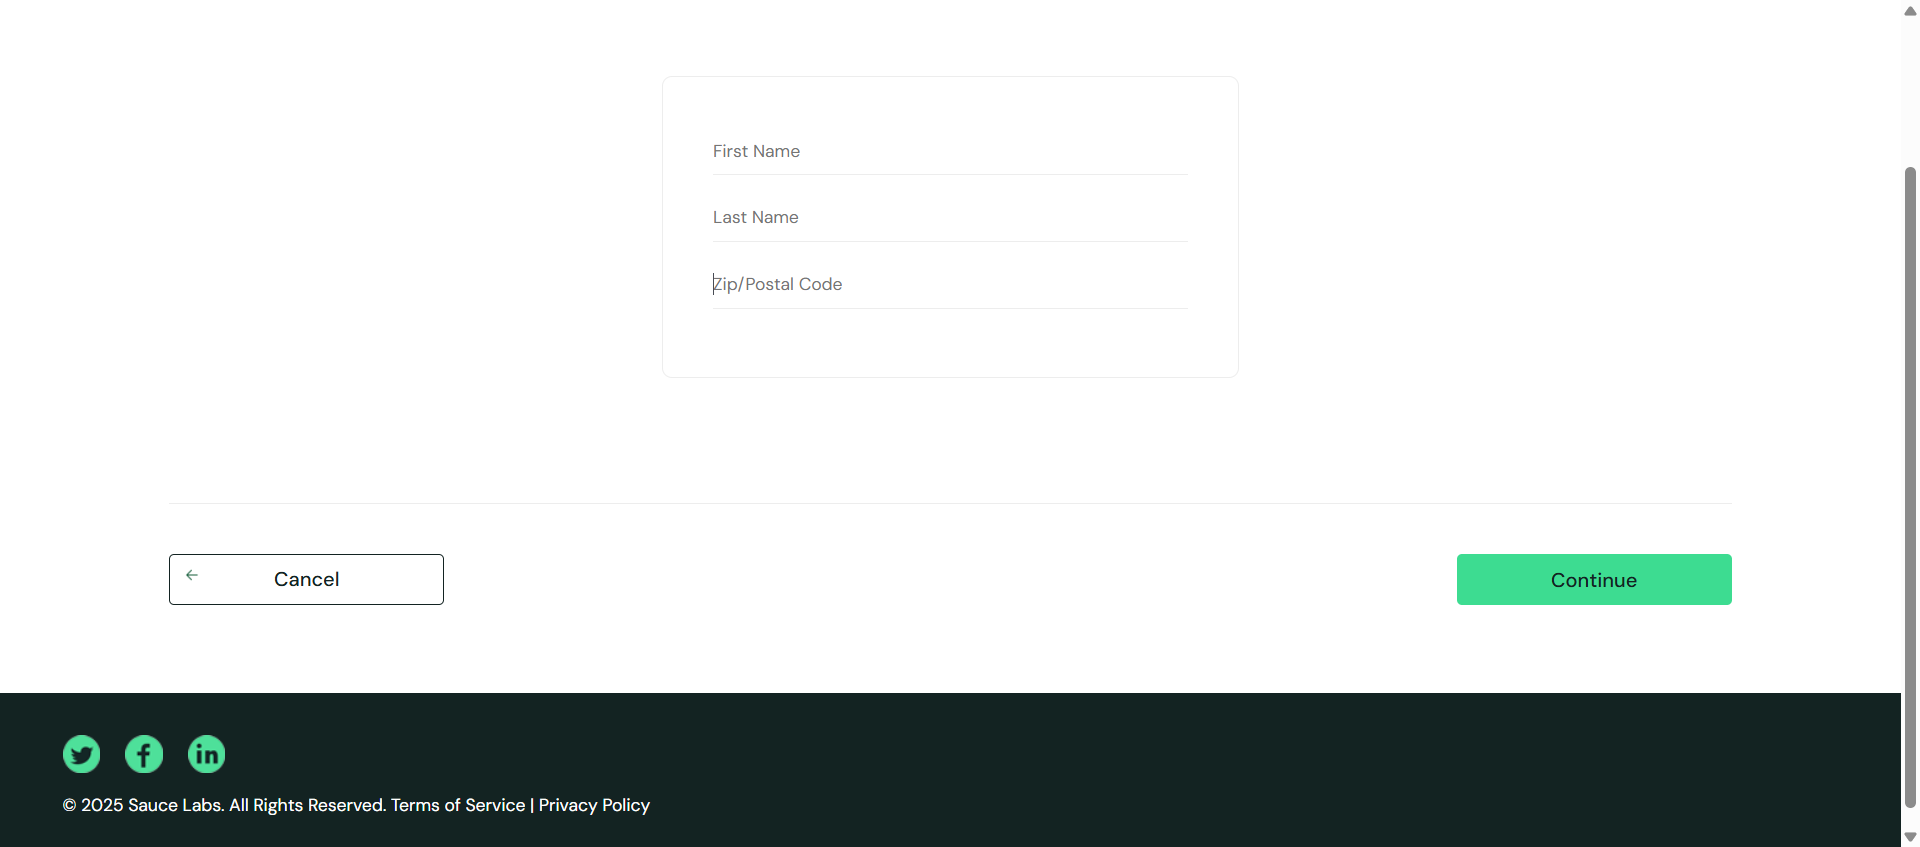 First Name
Last Name
Zip/Postal Code
Cancel
Continue
© 2025 Sauce Labs. All Rights Reserved. Terms of Service | Privacy Policy